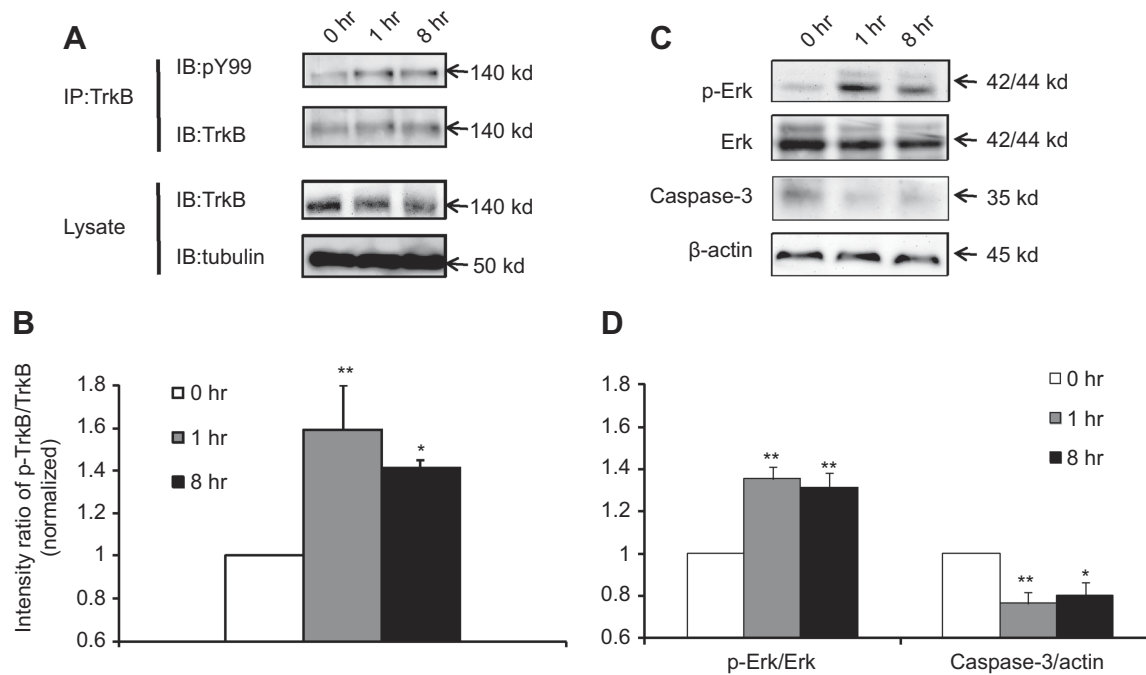 A
0 hr 1 hr 8 hr
IP:TrkB
IB:pY99
140 kd
IB:TrkB
140 kd
Lysate
IB:TrkB
140 kd
IB:tubulin
50 kd
C
0 hr 1 hr 8 hr
p-Erk
42/44 kd
Erk
42/44 kd
Caspase-3
35 kd
β-actin
45 kd
B
Intensity ratio of p-TrkB/TrkB
(normalized)
1.8
1.6
1.4
1.2
1
0.8
0.6
0 hr
1 hr
8 hr
**
*
D
1.8
1.6
1.4
1.2
1
0.8
0.6
0 hr
1 hr
8 hr
**
**
**
*
p-Erk/Erk
Caspase-3/actin